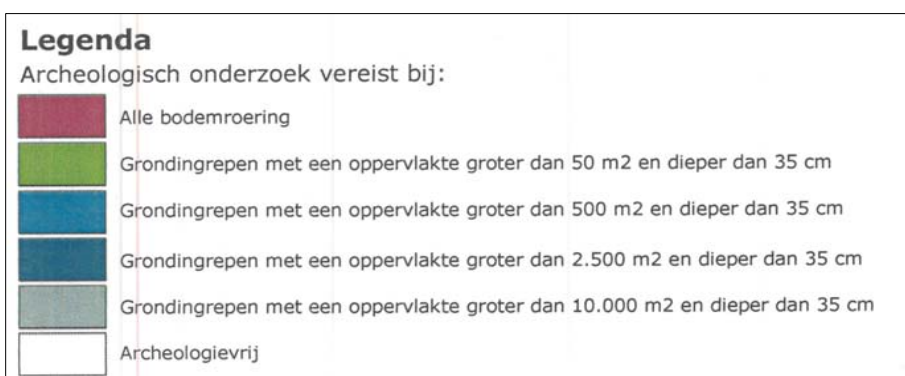 Legenda
Archeologisch onderzoek vereist bij:
Alle bodemroering
Grondingrepen met een oppervlakte groter dan 50 m2 en dieper dan 35 cm
Grondingrepen met een oppervlakte groter dan 500 m2 en dieper dan 35 cm
Grondingrepen met een oppervlakte groter dan 2.500 m2 en dieper dan 35 cm
Grondingrepen met een oppervlakte groter dan 10.000 m2 en dieper dan 35 cm
Archeologievrij